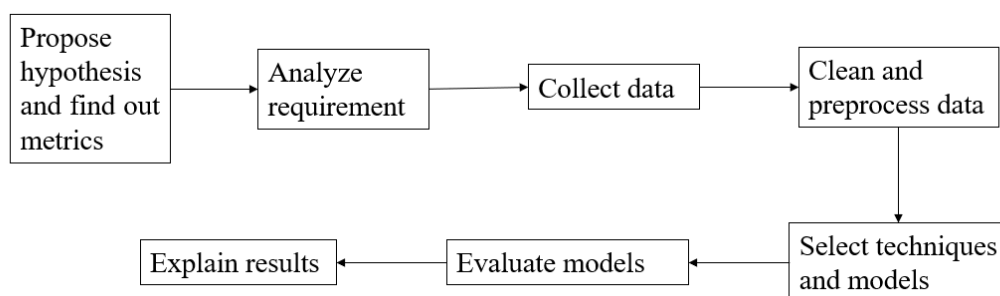 Propose
hypothesis
and find out
metrics
Analyze
requirement
Collect data
Clean and
preprocess data
Select techniques
and models
Evaluate models
Explain results